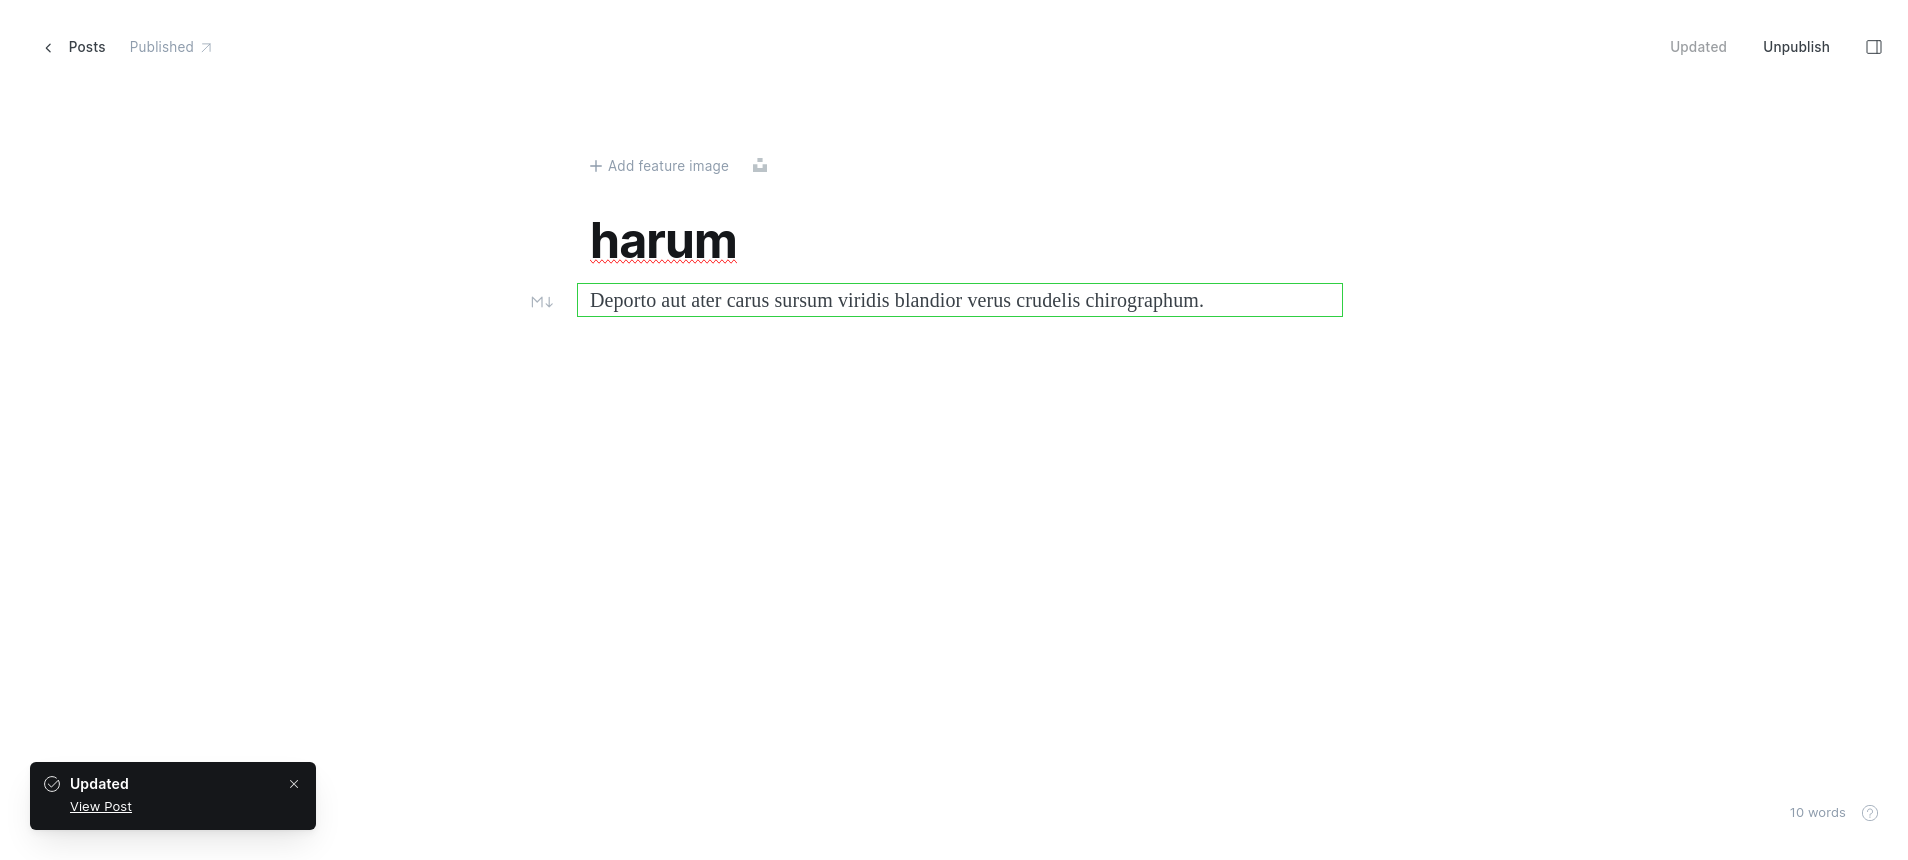 Posts Published Updated Unpublish
Add feature image
harum
Deporto aut ater carus sursum viridis blandior verus crudelis chirographum.
Updated
View Post
10 words